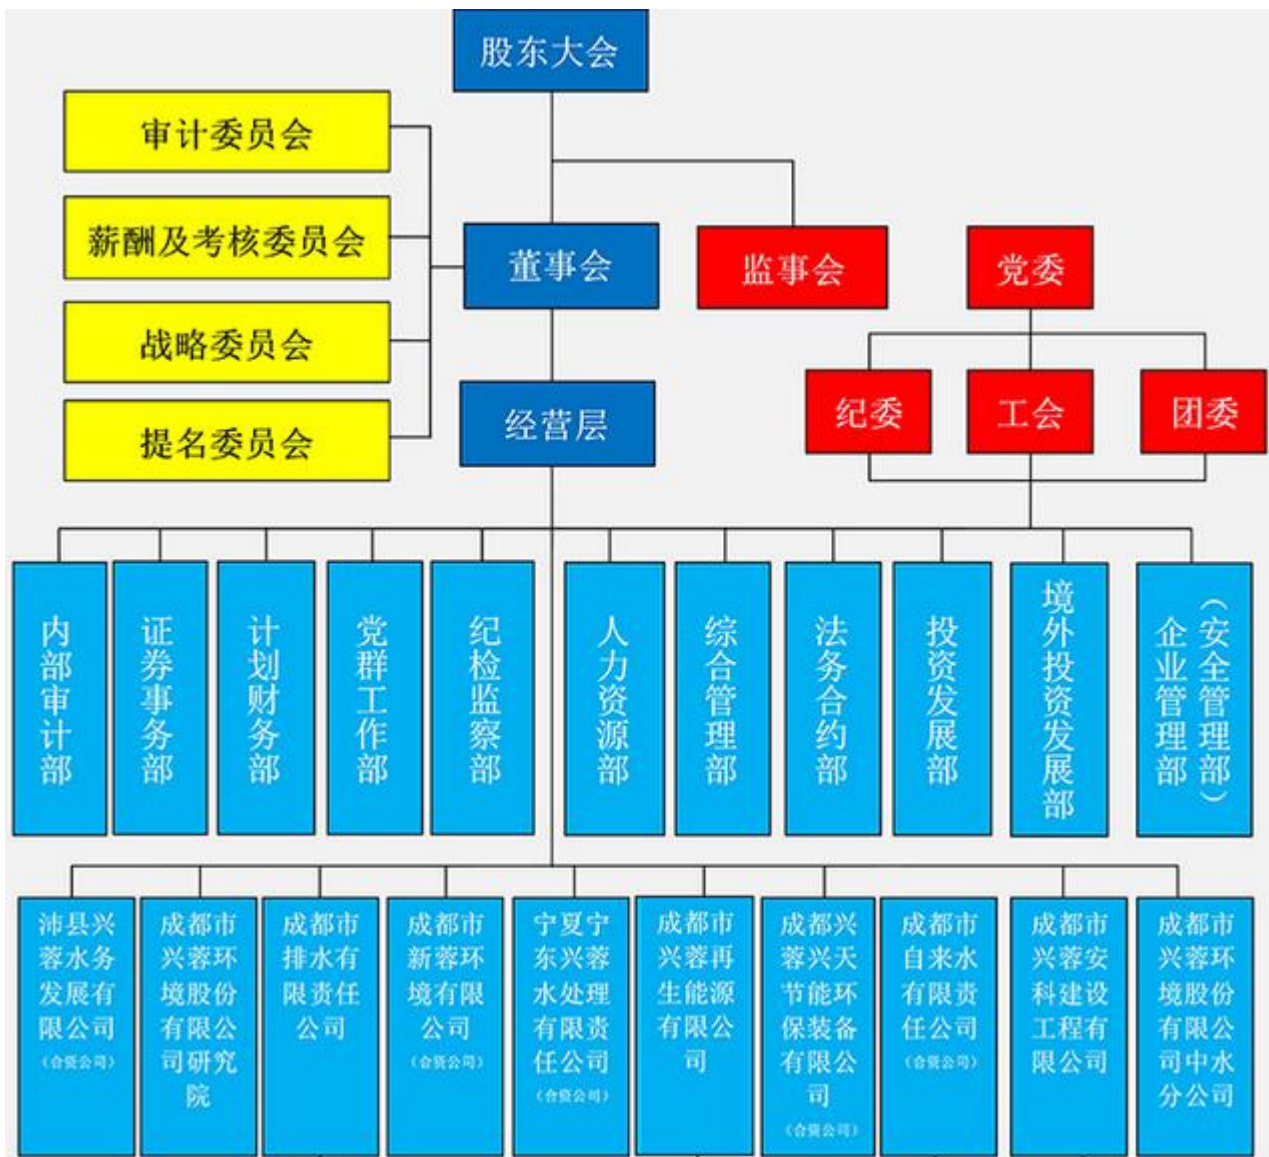 股东大会
审计委员会
薪酬及考核委员会
战略委员会
提名委员会
董事会
监事会
党委
经营层
纪委
工会
团委
内部审计部
证券事务部
计划财务部
党群工作部
纪检监察部
人力资源部
综合管理部
法务合约部
投资发展部
境外投资发展部
企业管理部
（安全管理部）
沛县兴
蓉水务
发展有
限公司
（合资公司）
成都市
兴蓉环
境股份
有限公
司研究
院
成都市
排水有
限责任
公司
成都市
新蓉环
境有限
公司
（合资公司）
宁夏宁
东兴蓉
水处理
有限责
任公司
（合资公司）
成都市
兴蓉再
生能源
有限公
司
成都兴
蓉兴天
节能环
保装备
有限公
司
（合资公司）
成都市
自来水
有限责
任公司
（合资公司）
成都市
兴蓉安
科建设
工程有
限公司
成都市
兴蓉环
境股份
有限公
司中水
分公司